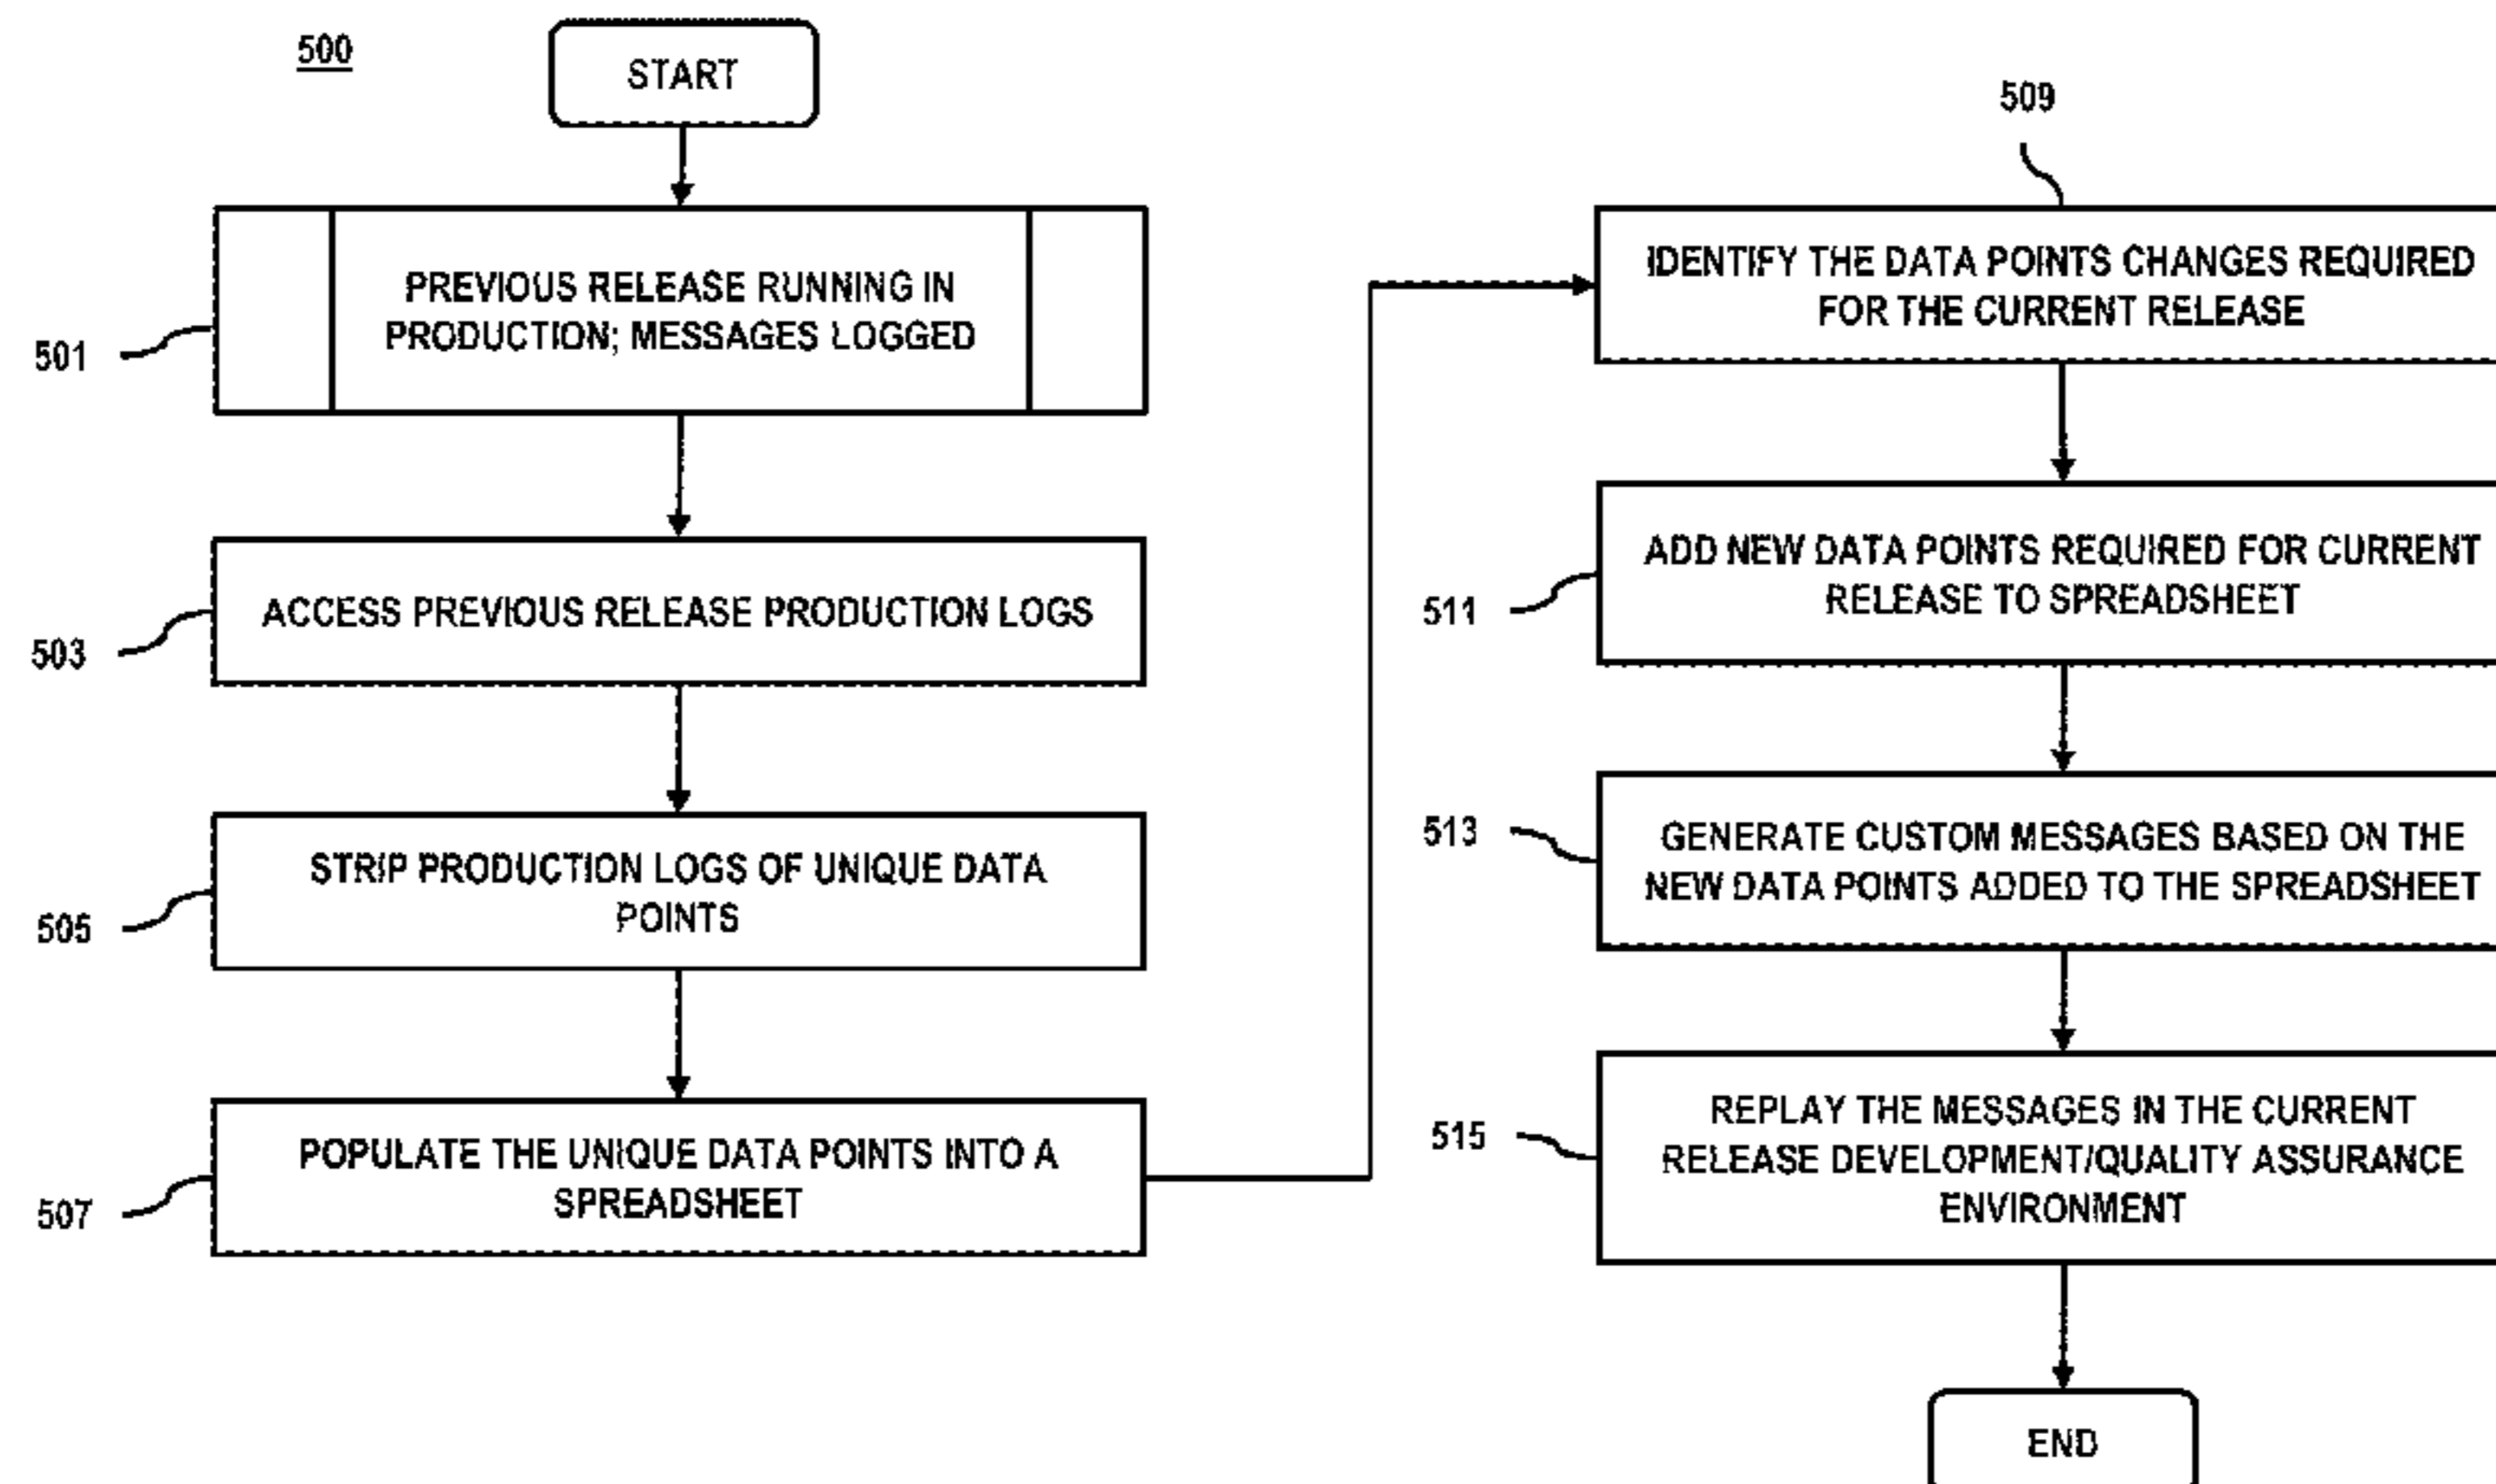 500
START
501
PREVIOUS RELEASE RUNNING IN
PRODUCTION; MESSAGES LOGGED
503
ACCESS PREVIOUS RELEASE PRODUCTION LOGS
505
STRIP PRODUCTION LOGS OF UNIQUE DATA
POINTS
507
POPULATE THE UNIQUE DATA POINTS INTO A
SPREADSHEET
509
IDENTIFY THE DATA POINTS CHANGES REQUIRED
FOR THE CURRENT RELEASE
511
ADD NEW DATA POINTS REQUIRED FOR CURRENT
RELEASE TO SPREADSHEET
513
GENERATE CUSTOM MESSAGES BASED ON THE
NEW DATA POINTS ADDED TO THE SPREADSHEET
515
REPLAY THE MESSAGES IN THE CURRENT
RELEASE DEVELOPMENT/QUALITY ASSURANCE
ENVIRONMENT
END